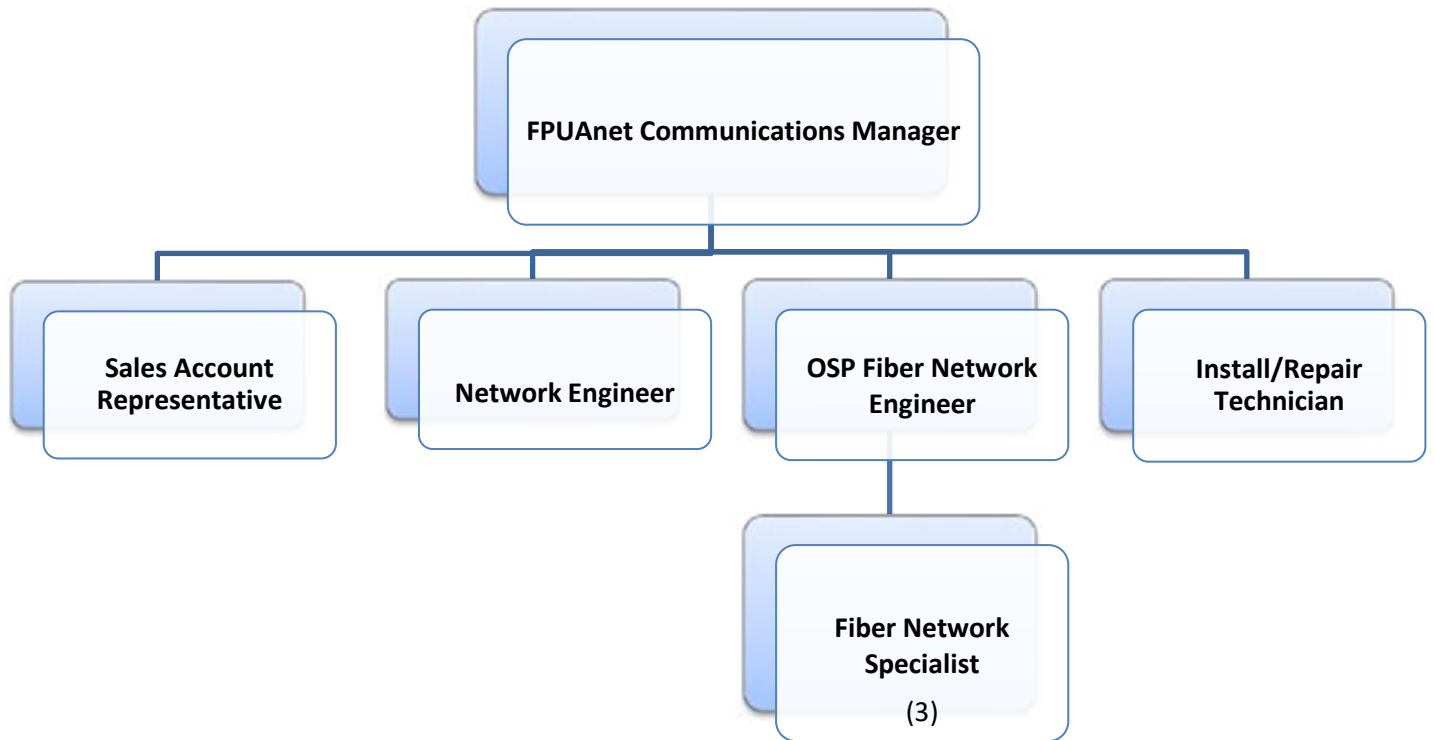 FPUAnet Communications Manager
Sales Account
Representative
Network Engineer
OSP Fiber Network
Engineer
Install/Repair
Technician
Fiber Network
Specialist
(3)